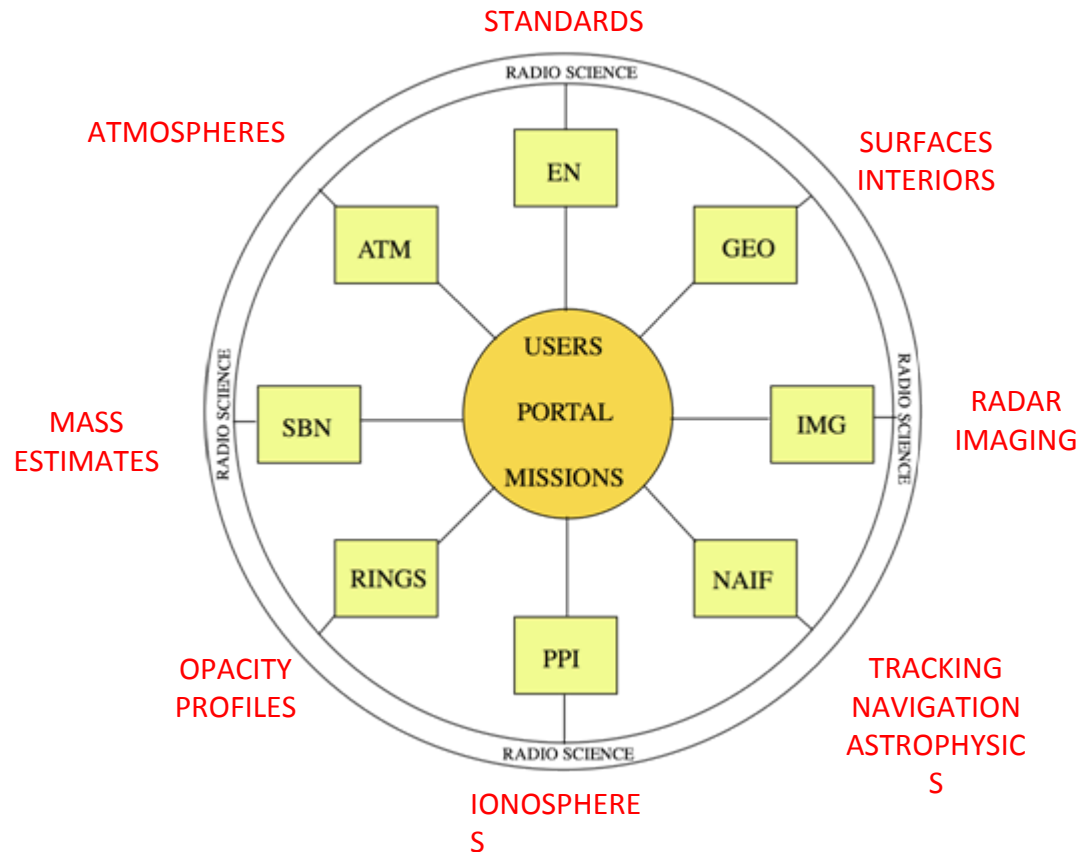 STANDARDS
RADIO SCIENCE
ATMOSPHERES
SURFACES
INTERIORS
EN
ATM
GEO
USERS
PORTAL
MISSIONS
RADIO SCIENCE
MASS
ESTIMATES
SBN
IMG
RADIO SCIENCE
RADAR
IMAGING
RINGS
NAIF
PPI
OPACITY
PROFILES
TRACKING
NAVIGATION
ASTROPHYSIC
S
RADIO SCIENCE
IONOSPHERE
S